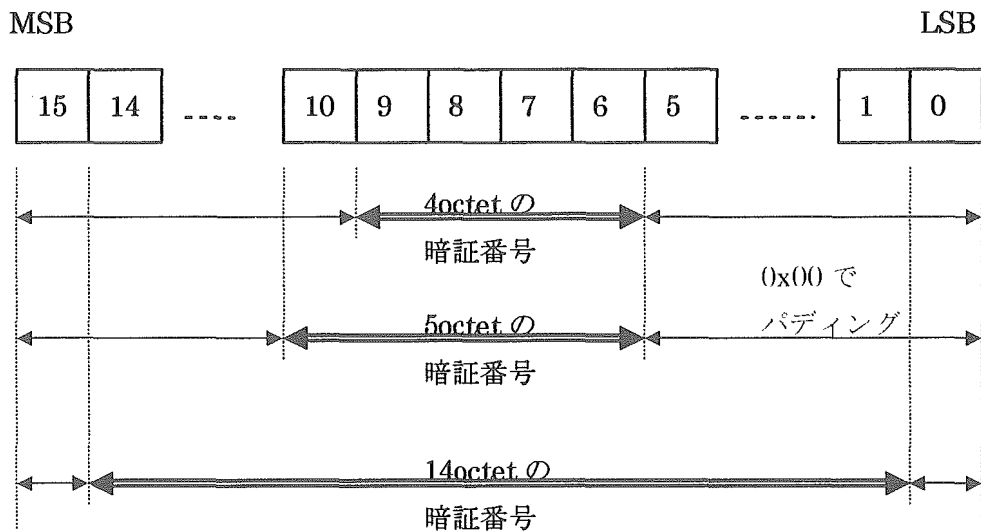 MSB LSB
15 14 ---- 10 9 8 7 6 5 ------ 1 0
4octet の
暗証番号
0x00 で
パディング
5octet の
暗証番号
14octet の
暗証番号